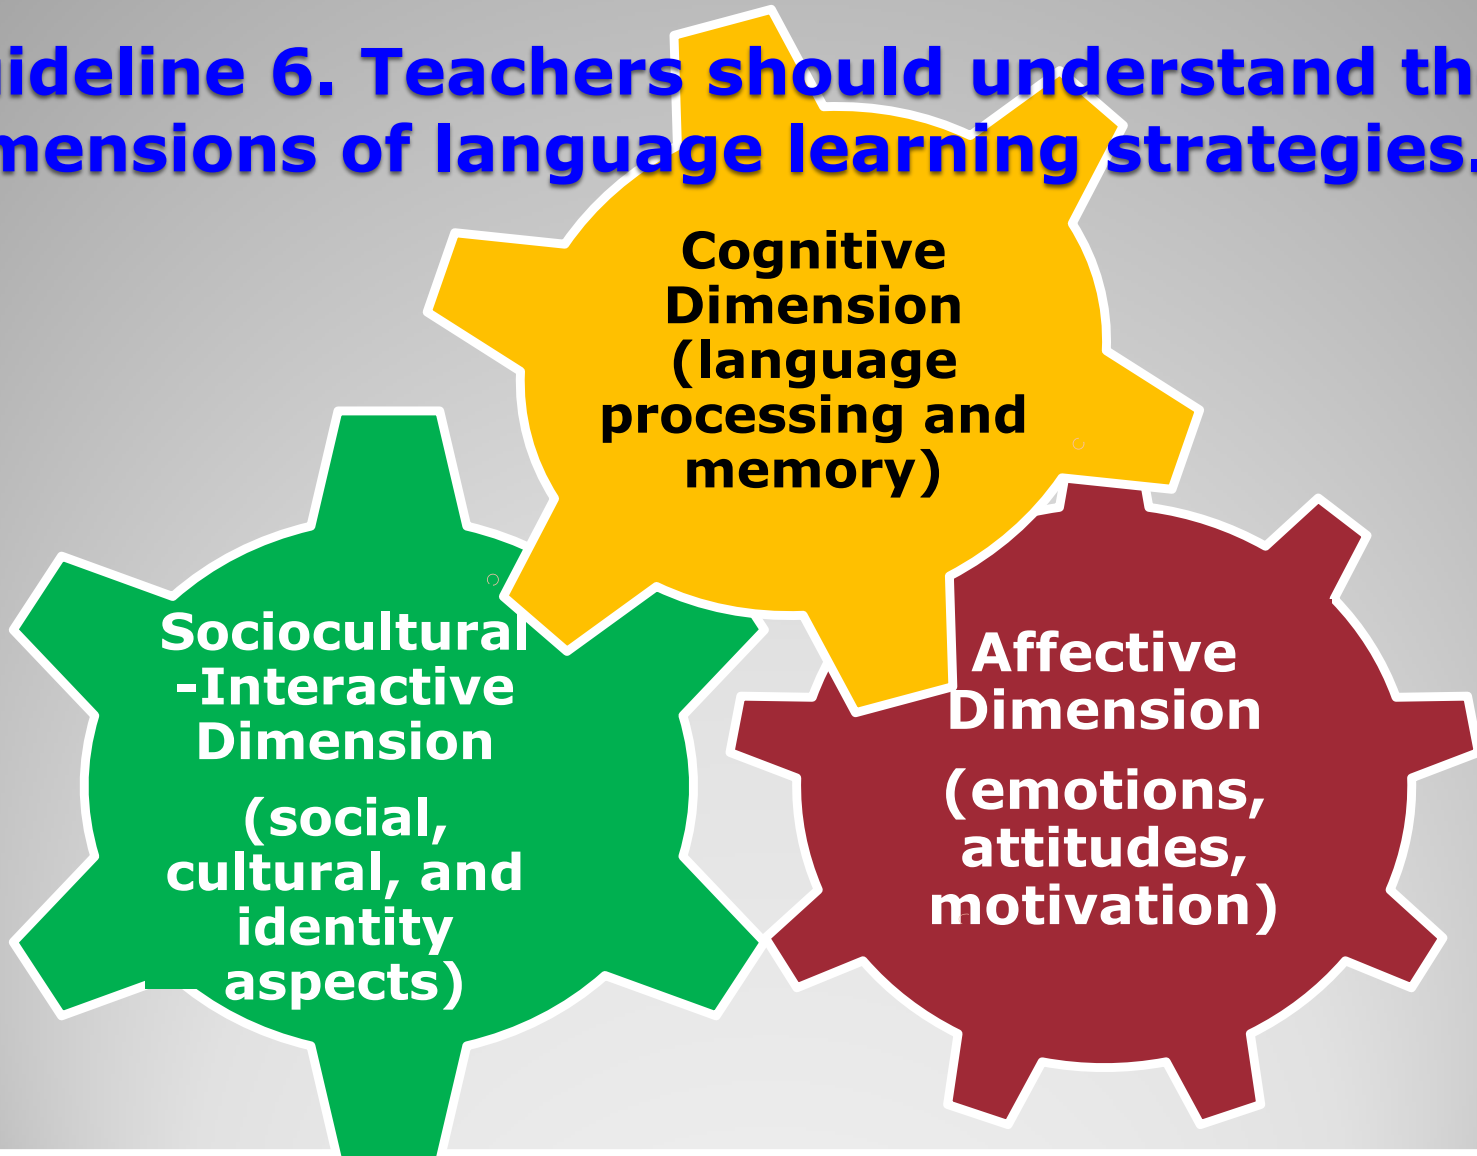 ideline 6. Teachers should understand th
mensions of language learning strategies.
Cognitive
Dimension
(language
processing and
memory)
Sociocultural
-Interactive
Dimension
(social,
cultural, and
identity
aspects)
Affective
Dimension
(emotions,
attitudes,
motivation)